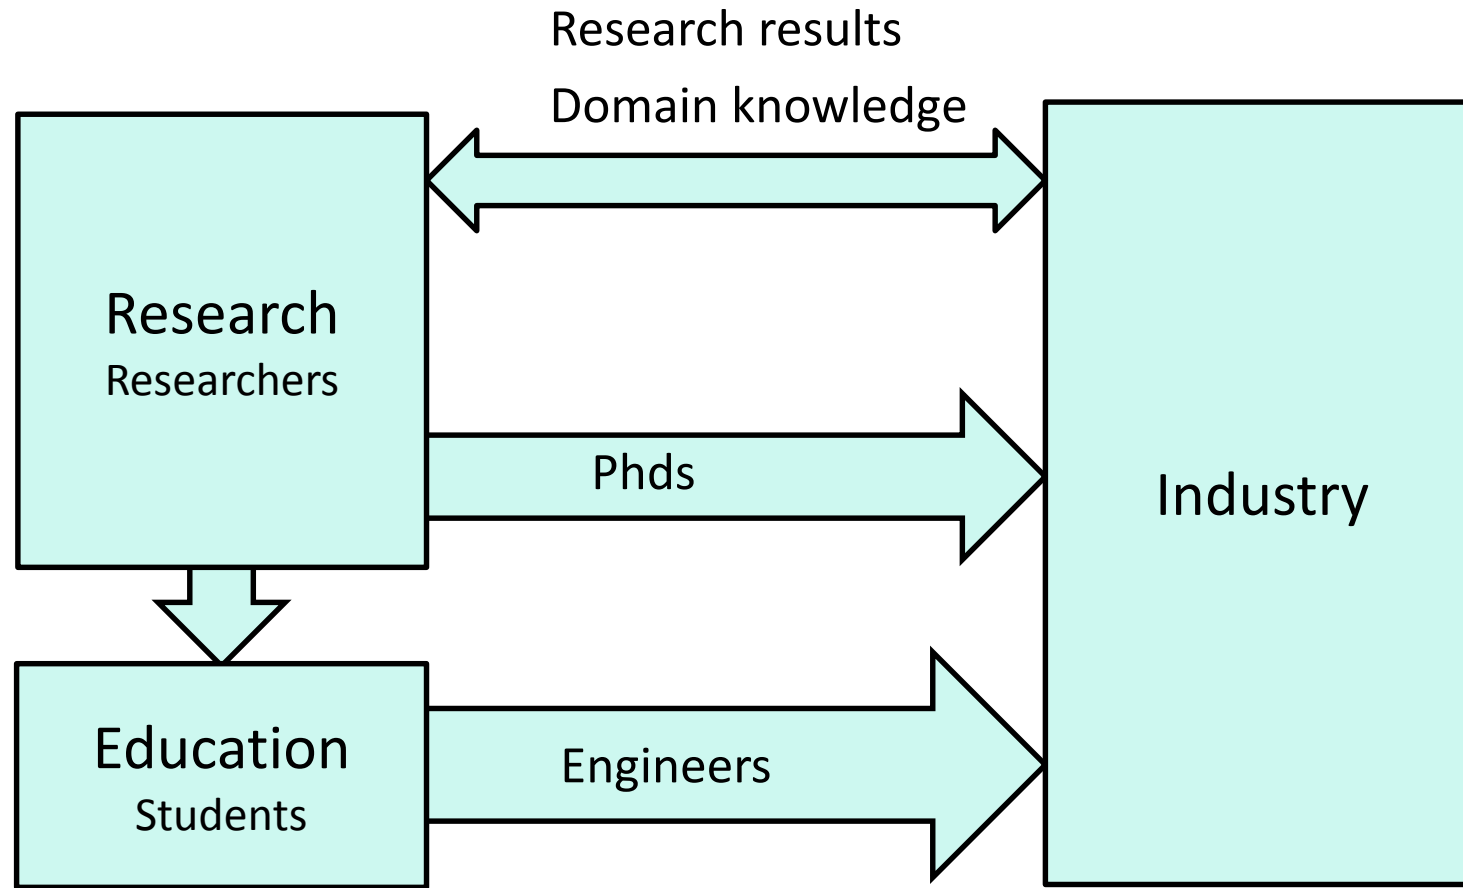 Research results
Domain knowledge
Research
Researchers
Phds
Industry
Education
Students
Engineers